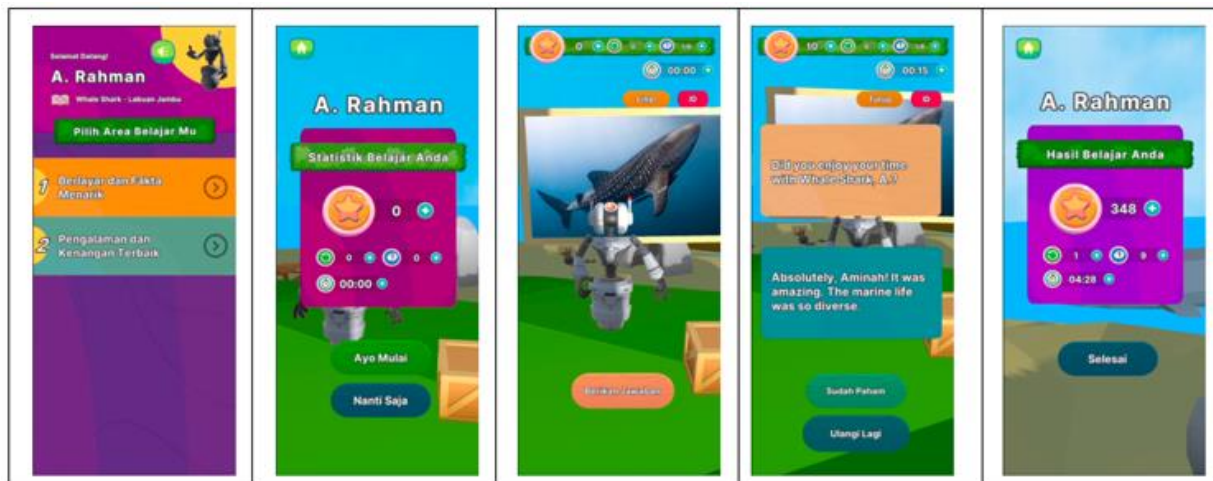 Selamat Datang!
A. Rahman
Whale Shark - Labuan Jambu
Pilih Area Belajar Mu
1
Berlayar dan Fakta
Menarik
2
Pengalaman dan
Kenangan Terbaik
A. Rahman
Statistik Belajar Anda
0
0
0
00:00
Ayo Mulai
Nanti Saja
0
00:00
ID
Berikan Jawaban
10
00:15
Tutup
ID
Did you enjoy your time
with Whale Shark, A.?
Absolutely, Aminah! It was
amazing. The marine life
was so diverse.
Sudah Paham
Ulangi Lagi
A. Rahman
Hasil Belajar Anda
348
1
9
04:28
Selesai